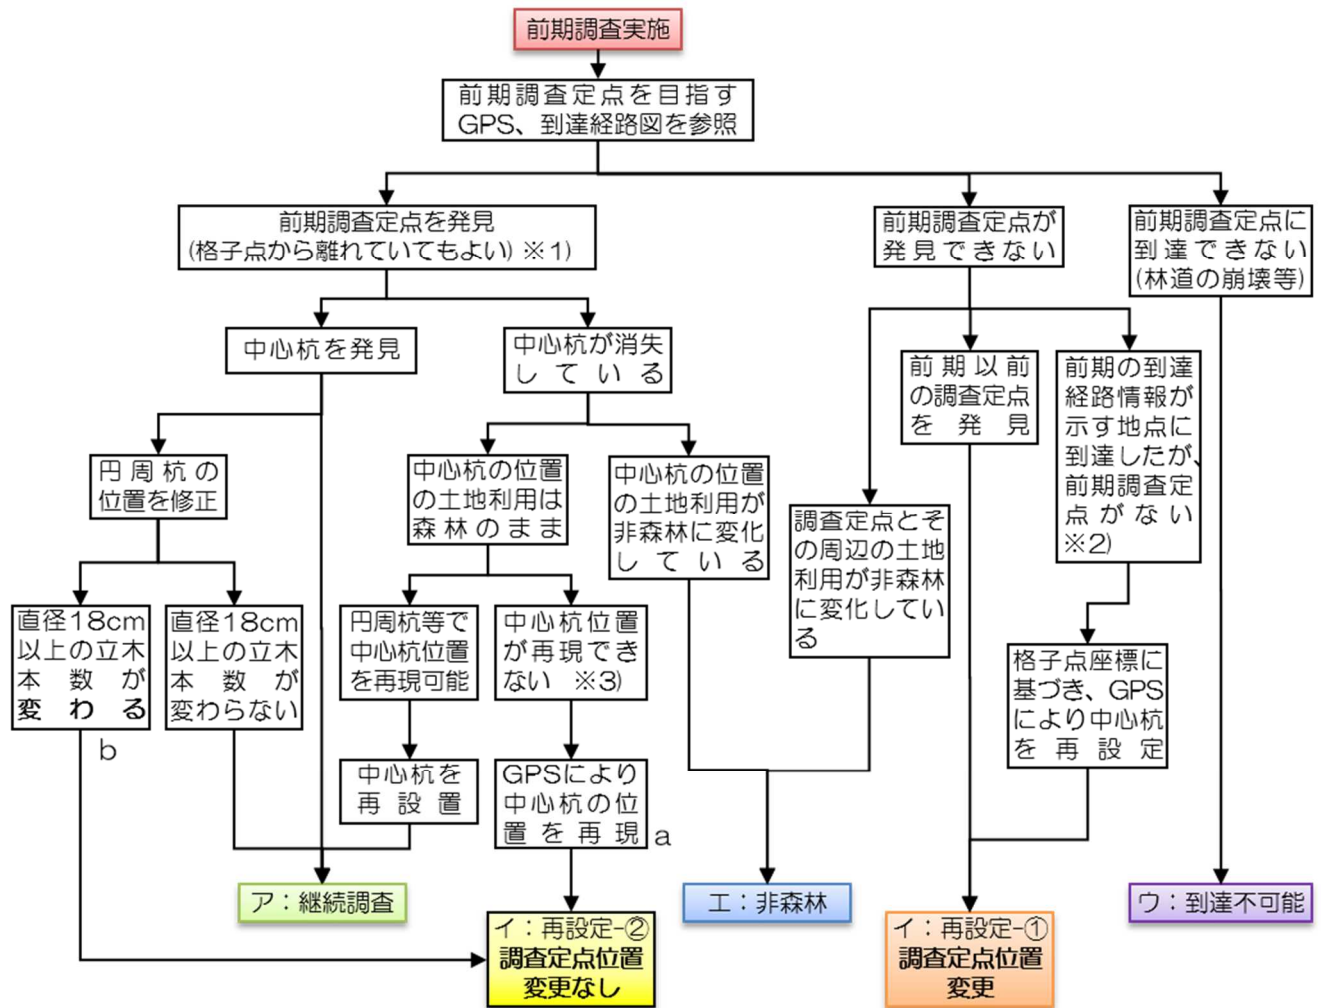 前期調査実施
前期調査定点を目指す
GPS、到達経路図を参照
前期調査定点を発見
(格子点から離れていてもよい) ※1)
前期調査定点が
発見できない
前期調査定点に
到達できない
(林道の崩壊等)
中心杭を発見
中心杭が消失
している
前期以前
の調査定点
を発見
前期の到達
経路情報が
示す地点に
到達したが、
前期調査定
点がない
※2)
円周杭の
位置を修正
中心杭の位置
の土地利用は
森林のまま
中心杭の位置
の土地利用が
非森林に変化
している
調査定点とそ
の周辺の土地
利用が非森林
に変化してい
る
直径18cm
以上の立木
本数が
変わる
b
直径18cm
以上の立木
本数が
変わらない
円周杭等で
中心杭位置
を再現可能
中心杭位置
が再現でき
ない ※3)
格子点座標に
基づき、GPS
により中心杭
を再設定
中心杭を
再設置
GPSにより
中心杭の位
置を再現
a
ア：継続調査
エ：非森林
ウ：到達不可能
イ：再設定-②
調査定点位置
変更なし
イ：再設定-①
調査定点位置
変更